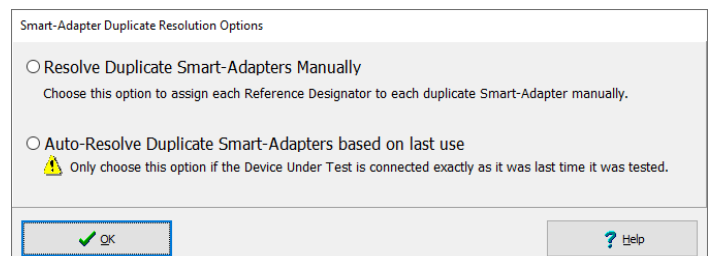 Smart-Adapter Duplicate Resolution Options
Resolve Duplicate Smart-Adapters Manually
Choose this option to assign each Reference Designator to each duplicate Smart-Adapter manually.
Auto-Resolve Duplicate Smart-Adapters based on last use
Only choose this option if the Device Under Test is connected exactly as it was last time it was tested.
OK
Help